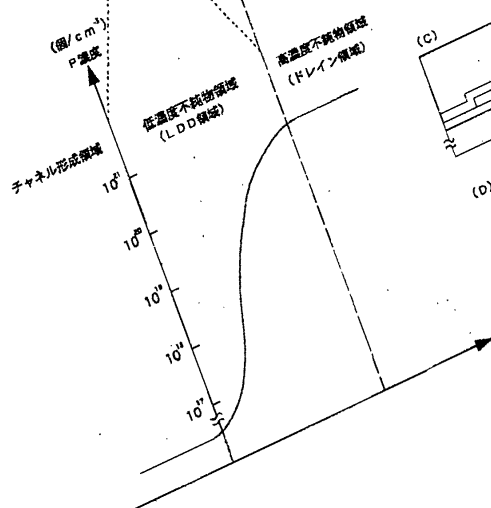 (個/cm⁻³)
P濃度
チャネル形成領域
低濃度不純物領域
(LDD領域)
高濃度不純物領域
(ドレイン領域)
10²¹
10²⁰
10¹⁹
10¹⁸
10¹⁷
(C)
(D)